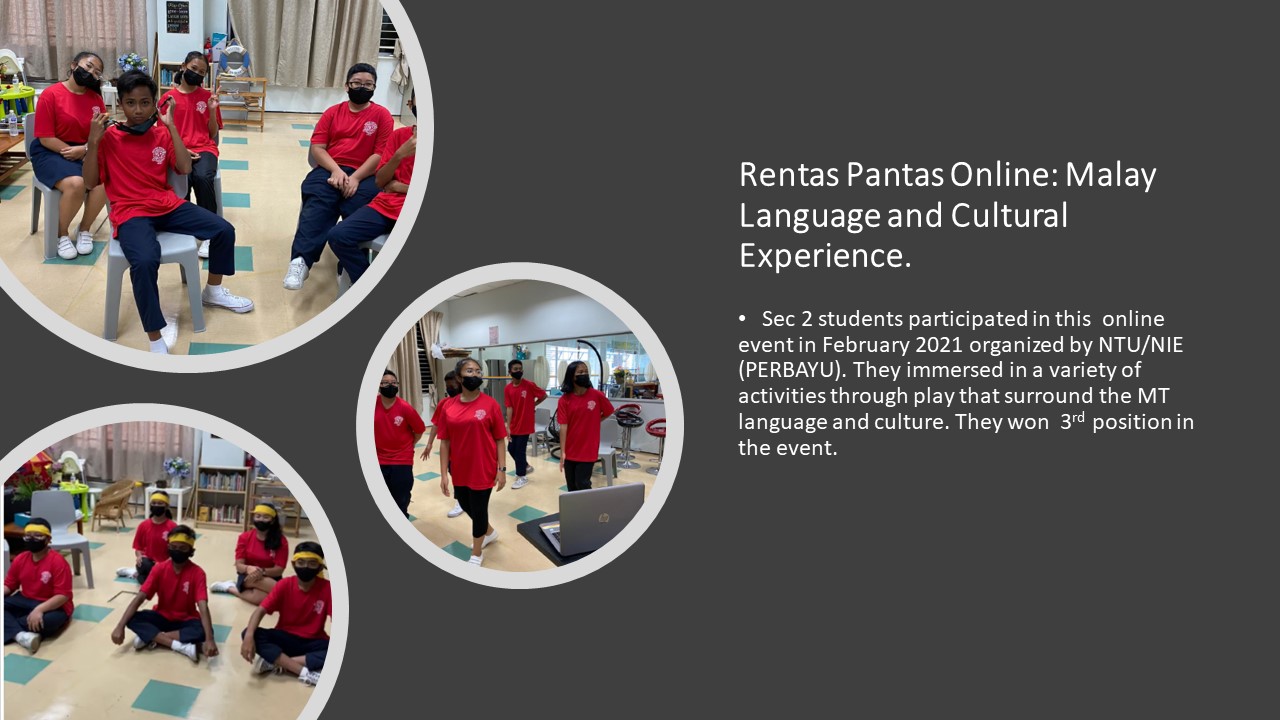 Rentas Pantas Online: Malay
Language and Cultural
Experience.
• Sec 2 students participated in this online
event in February 2021 organized by NTU/NIE
(PERBAYU). They immersed in a variety of
activities through play that surround the MT
language and culture. They won 3rd position in
the event.